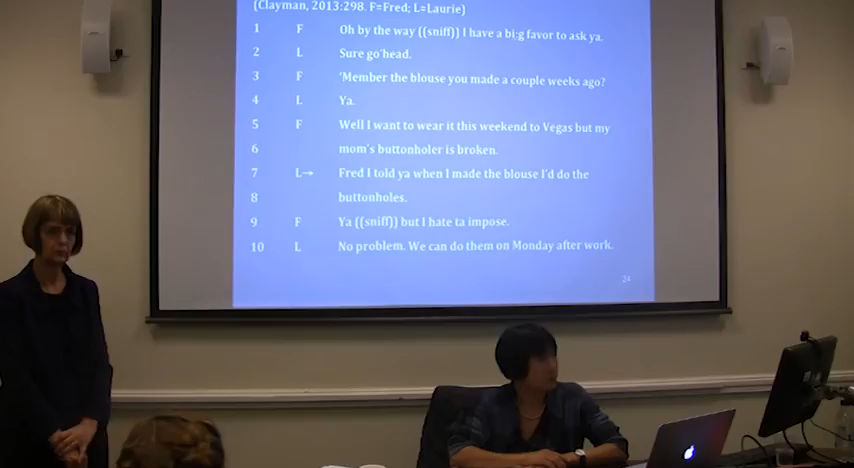 (Clayman, 2013:298. F=Fred; L=Laurie)
1 F Oh by the way ((sniff)) I have a bi:g favor to ask ya.
2 L Sure go'head.
3 F 'Member the blouse you made a couple weeks ago?
4 L Ya.
5 F Well I want to wear it this weekend to Vegas but my
6 mom's buttonholer is broken.
7 L→ Fred I told ya when I made the blouse I'd do the
8 buttonholes.
9 F Ya ((sniff)) but I hate ta impose.
10 L No problem. We can do them on Monday after work.
24